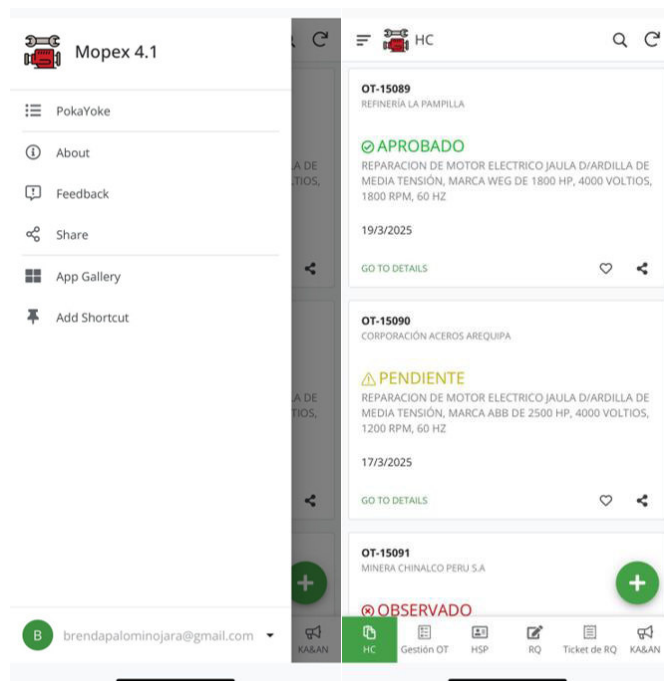 Mopex 4.1
PokaYoke
About
Feedback
Share
App Gallery
Add Shortcut
B brendapalominojara@gmail.com
A DE
TIOS,
A DE
TIOS,
KA&AN
HC
OT-15089
REFINERÍA LA PAMPILLA
APROBADO
REPARACION DE MOTOR ELECTRICO JAULA D/ARDILLA DE
MEDIA TENSIÓN, MARCA WEG DE 1800 HP, 4000 VOLTIOS,
1800 RPM, 60 HZ
19/3/2025
GO TO DETAILS
OT-15090
CORPORACIÓN ACEROS AREQUIPA
PENDIENTE
REPARACION DE MOTOR ELECTRICO JAULA D/ARDILLA DE
MEDIA TENSIÓN, MARCA ABB DE 2500 HP, 4000 VOLTIOS,
1200 RPM, 60 HZ
17/3/2025
GO TO DETAILS
OT-15091
MINERA CHINALCO PERU S.A
OBSERVADO
HC Gestión OT HSP RQ Ticket de RQ KA&AN